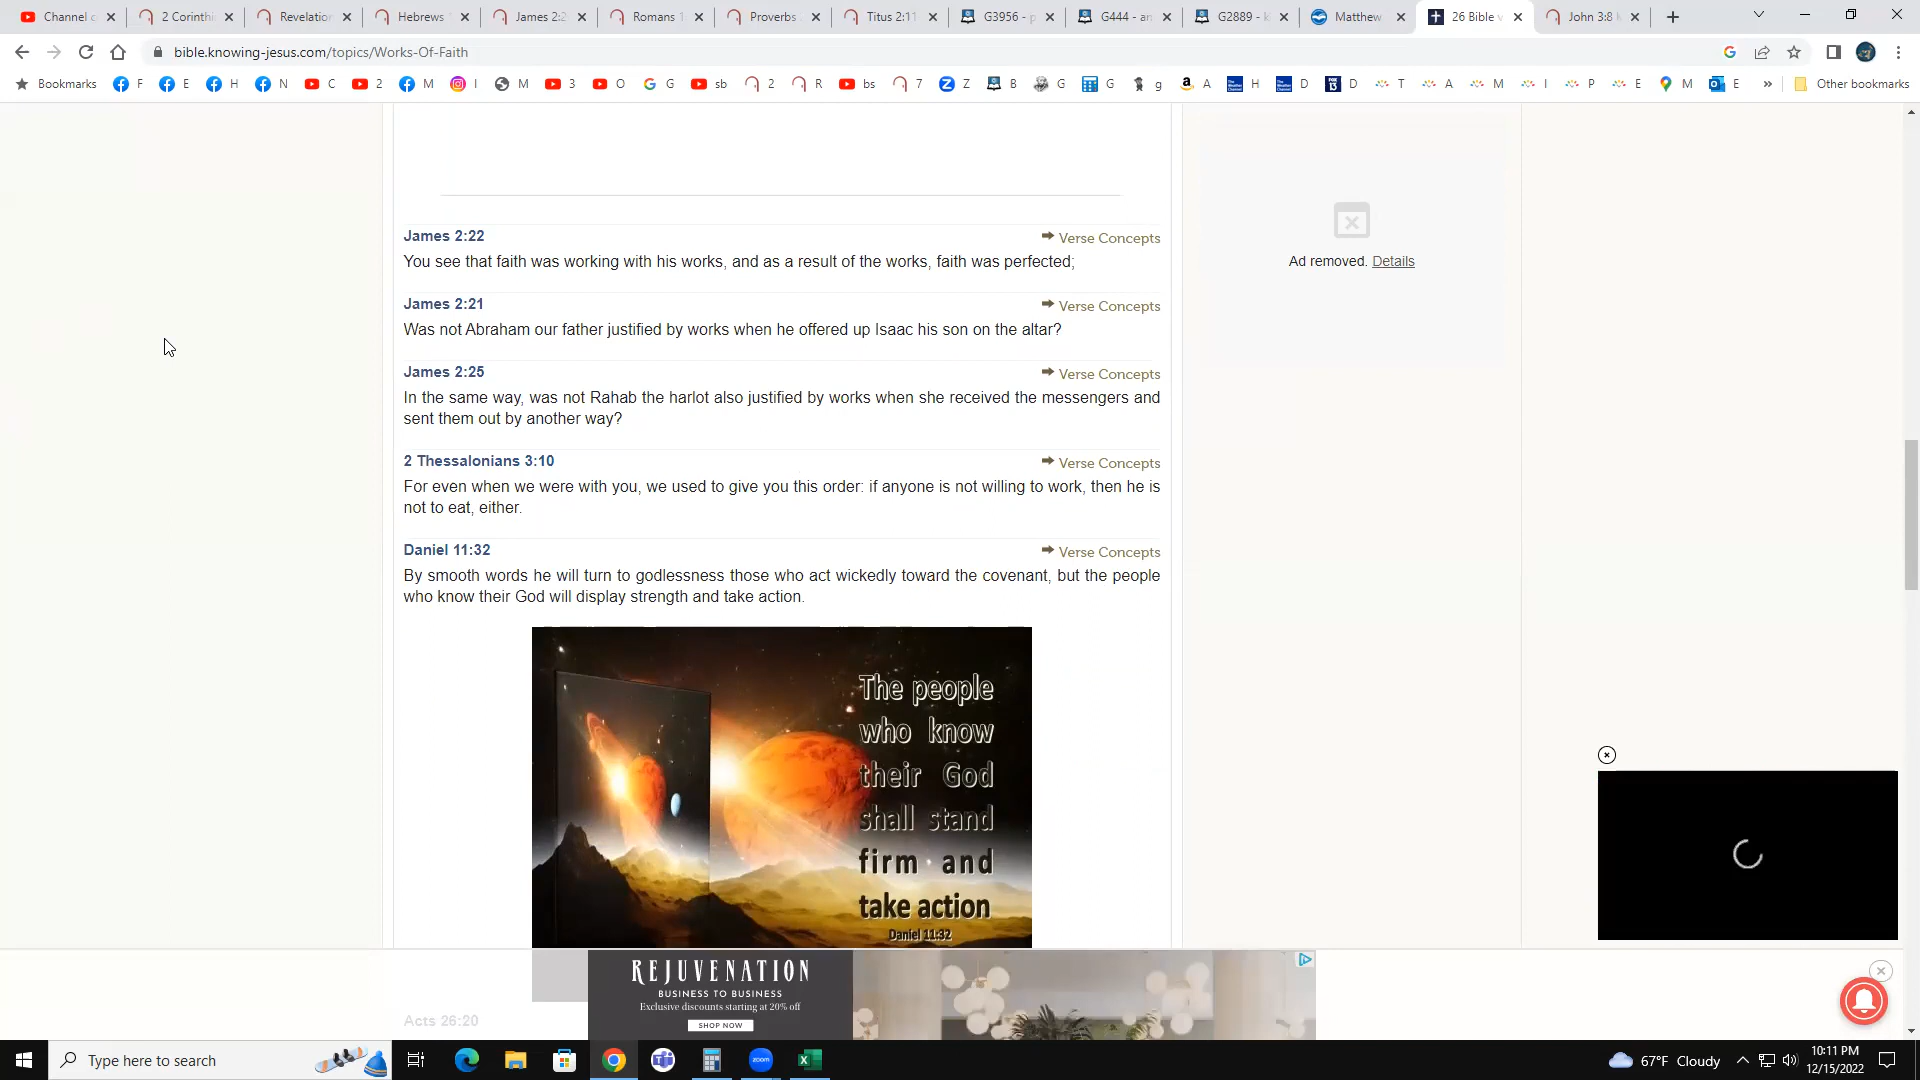 Channel c
2 Corinthi
Revelation
Hebrews
James 2:2
Romans 1
Proverbs
Titus 2:11
G3956 - p
G444 - an
G2889 - k
Matthew
26 Bible v
John 3:8 k
bible.knowing-jesus.com/topics/Works-Of-Faith
Bookmarks F E H N C 2 M I M 3 O G sb 2 R bs 7 Z B G G g A H D D T A M I P E M E » Other bookmarks
James 2:22
Verse Concepts
You see that faith was working with his works, and as a result of the works, faith was perfected;
James 2:21
Verse Concepts
Was not Abraham our father justified by works when he offered up Isaac his son on the altar?
James 2:25
Verse Concepts
In the same way, was not Rahab the harlot also justified by works when she received the messengers and
sent them out by another way?
2 Thessalonians 3:10
Verse Concepts
For even when we were with you, we used to give you this order: if anyone is not willing to work, then he is
not to eat, either.
Daniel 11:32
Verse Concepts
By smooth words he will turn to godlessness those who act wickedly toward the covenant, but the people
who know their God will display strength and take action.
The people
who know
their God
shall stand
firm and
take action
Daniel 11:32
Ad removed. Details
REJUVENATION
BUSINESS TO BUSINESS
Exclusive discounts starting at 20% off
SHOP NOW
Acts 26:20
Type here to search
67°F Cloudy
10:11 PM
12/15/2022